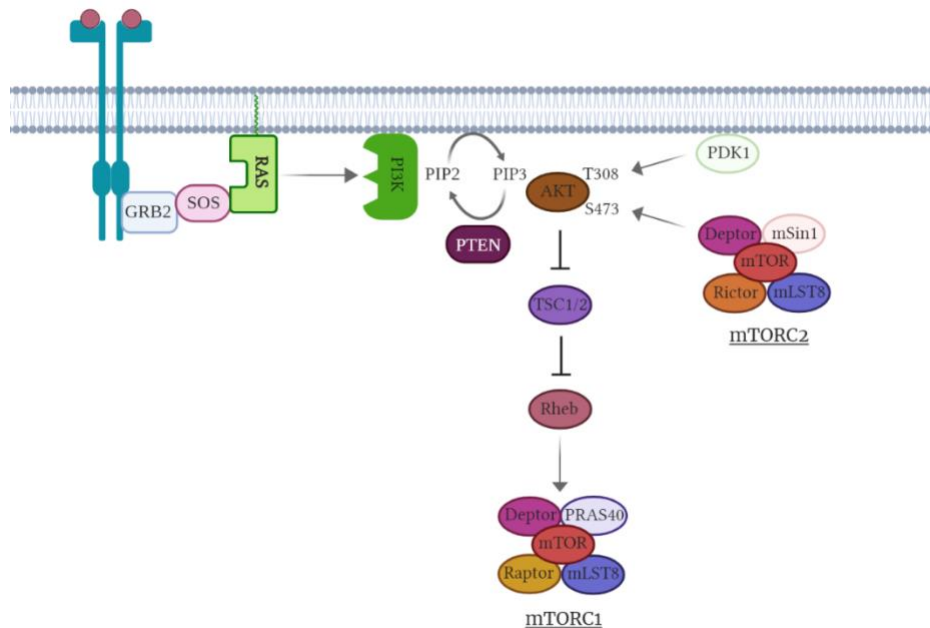 GRB2
SOS
RAS
PI3K
PIP2
PIP3
PTEN
AKT
T308
S473
PDK1
Deptor
mSin1
mTOR
Rictor
mLST8
mTORC2
TSC1/2
Rheb
Deptor
PRAS40
mTOR
Raptor
mLST8
mTORC1